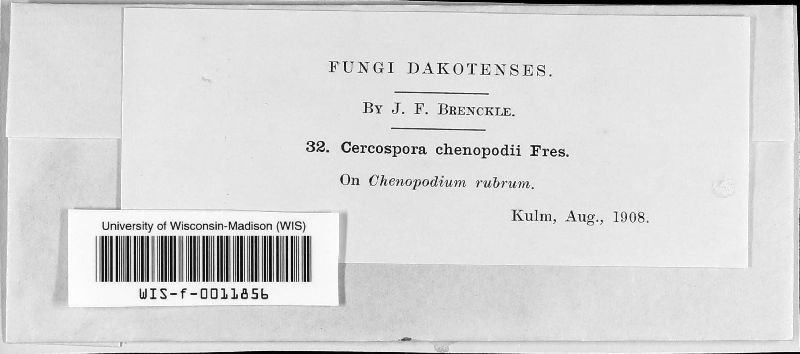 FUNGI DAKOTENSES.
BY J. F. BRENCKLE.
32. Cercospora chenopodii Fres.
On Chenopodium rubrum.
Kulm, Aug., 1908.
University of Wisconsin-Madison (WIS)
WIS-f-0011856